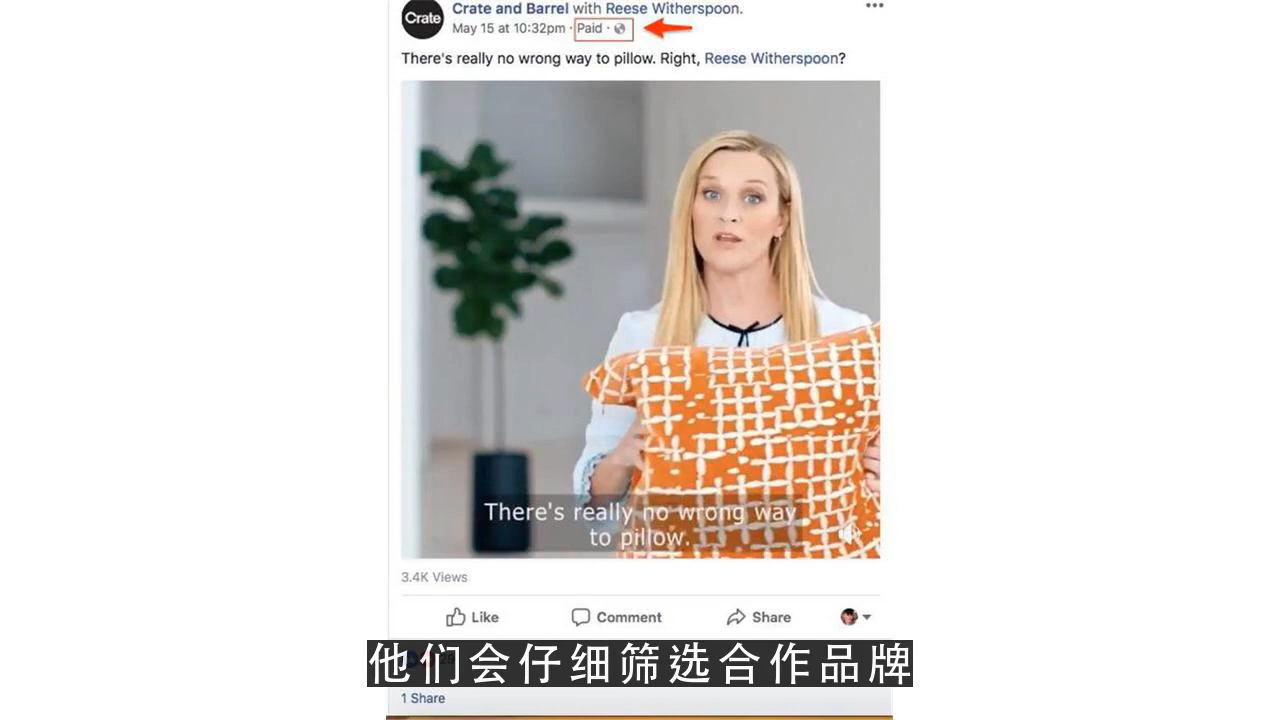 Crate
Crate and Barrel with Reese Witherspoon.
May 15 at 10:32pm · Paid ·
There's really no wrong way to pillow. Right, Reese Witherspoon?
There's really no wrong way
to pillow.
3.4K Views
Like Comment Share
他们会仔细筛选合作品牌
1 Share